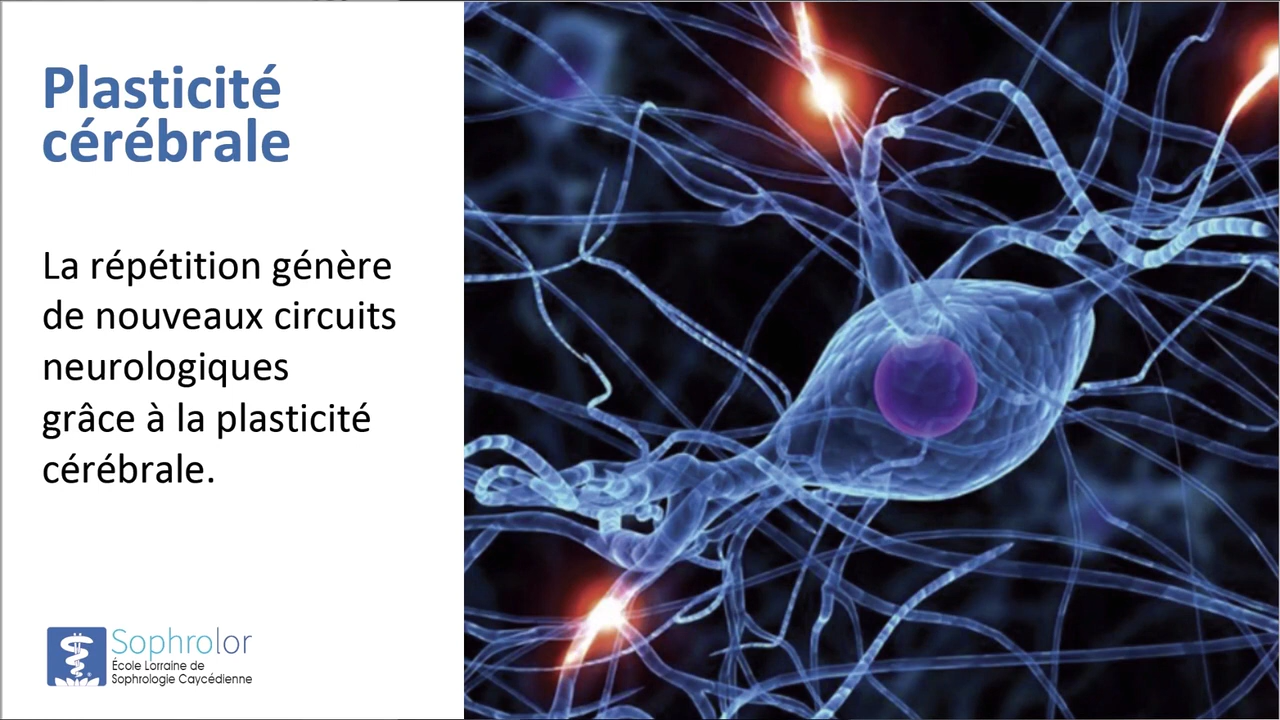 Plasticité
cérébrale
La répétition génère
de nouveaux circuits
neurologiques
grâce à la plasticité
cérébrale.
Sophrolor
École Lorraine de
Sophrologie Caycédienne